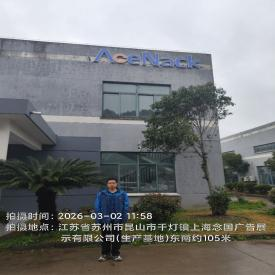 AceNack
拍摄时间：2026-03-02 11:58
拍摄地点：江苏省苏州市昆山市千灯镇上海念国广告展
示有限公司(生产基地)东南约105米